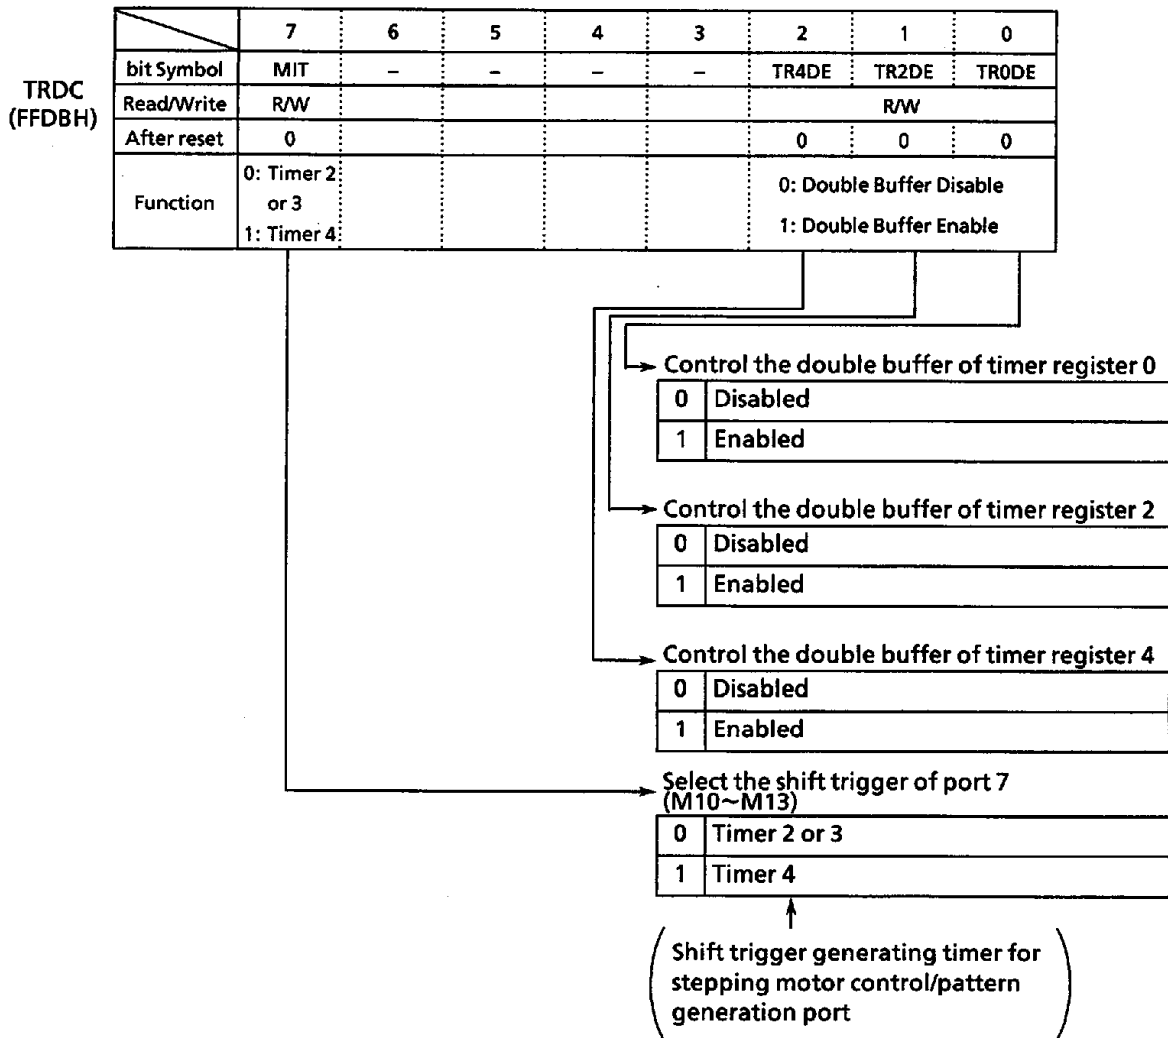 7 6 5 4 3 2 1 0
bit Symbol MIT – – – – TR4DE TR2DE TR0DE
TRDC
(FFDBH)
Read/Write R/W R/W
After reset 0 0 0 0
Function
0: Timer 2
or 3
1: Timer 4
0: Double Buffer Disable
1: Double Buffer Enable
Control the double buffer of timer register 0
0 Disabled
1 Enabled
Control the double buffer of timer register 2
0 Disabled
1 Enabled
Control the double buffer of timer register 4
0 Disabled
1 Enabled
Select the shift trigger of port 7
(M10~M13)
0 Timer 2 or 3
1 Timer 4
Shift trigger generating timer for
stepping motor control/pattern
generation port